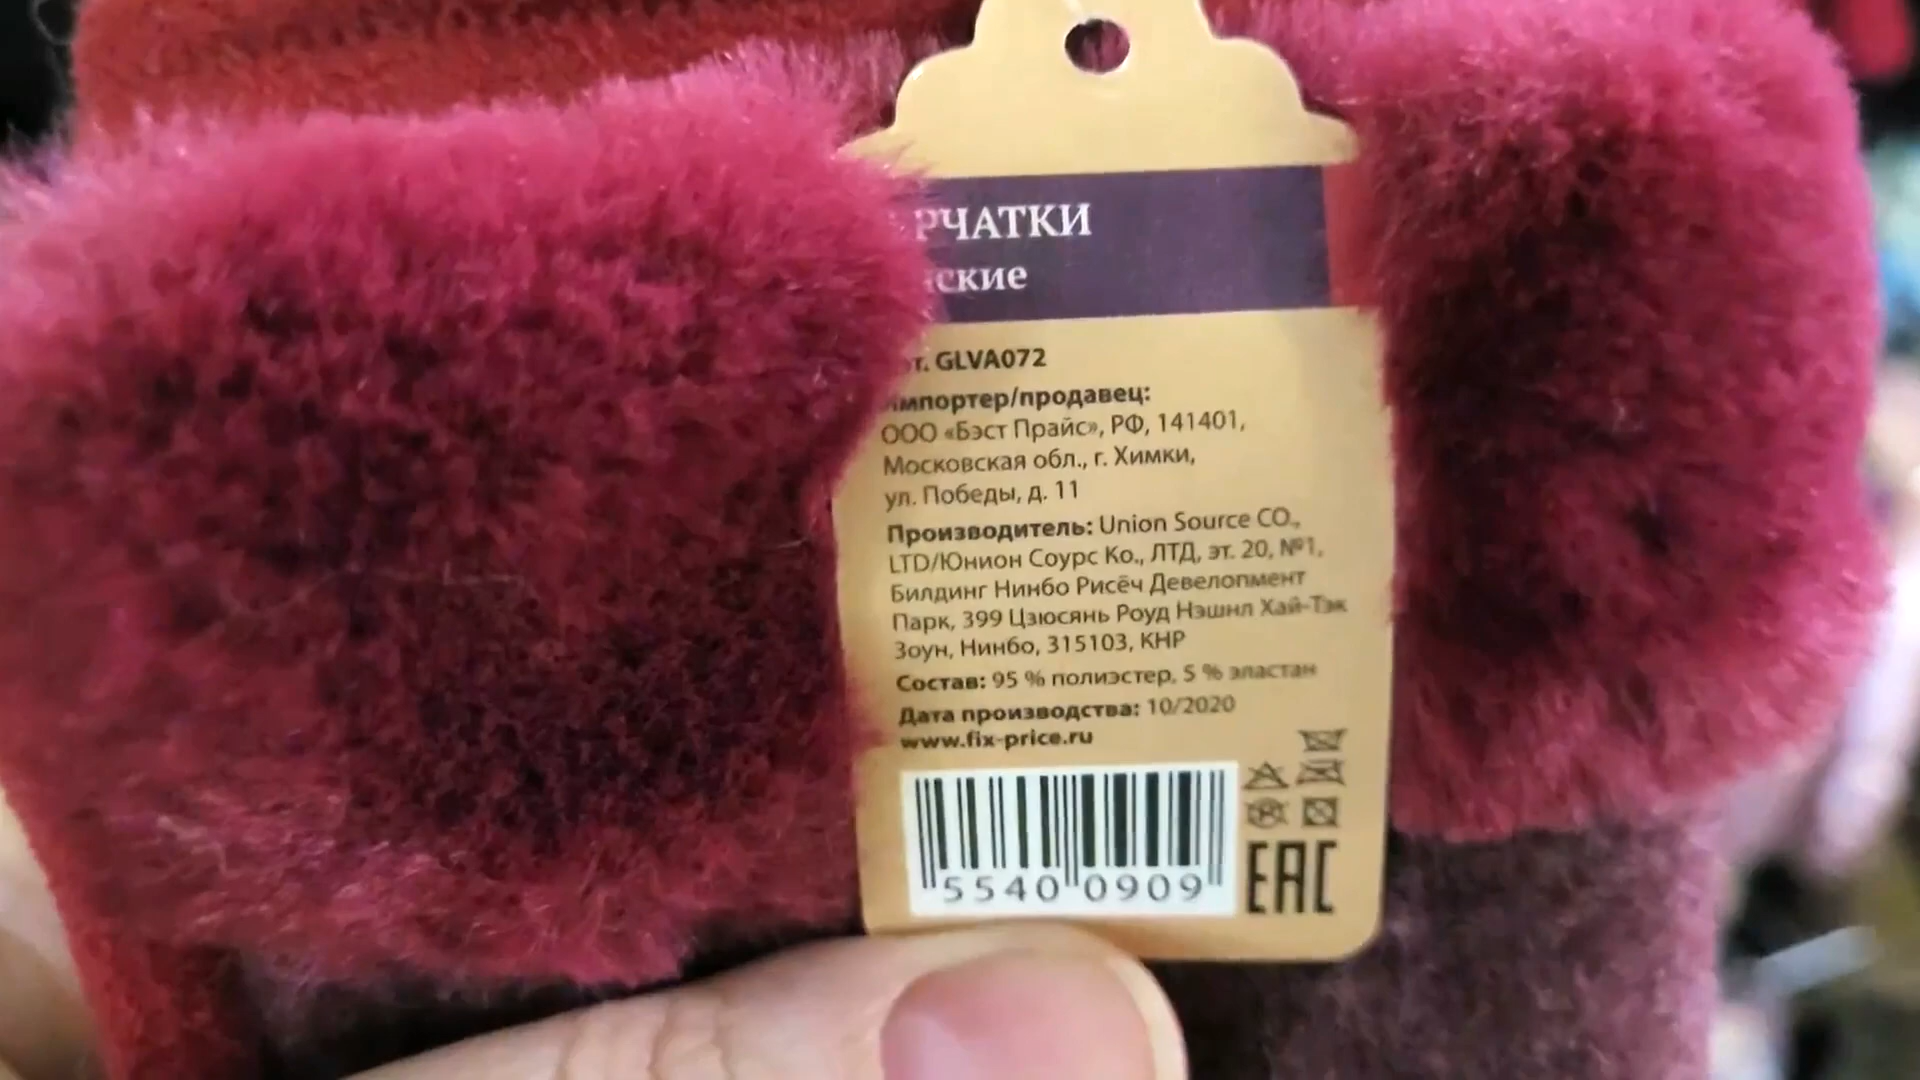 РЧАТКИ
ские
т. GLVA072
Импортер/продавец:
ООО «Бэст Прайс», РФ, 141401,
Московская обл., г. Химки,
ул. Победы, д. 11
Производитель: Union Source CO.,
LTD/Юнион Соурс Ко., ЛТД, эт. 20, №1,
Билдинг Нинбо Рисёч Девелопмент
Парк, 399 Цзюсянь Роуд Нэшнл Хай-Тэк
Зоун, Нинбо, 315103, КНР
Состав: 95 % полиэстер, 5 % эластан
Дата производства: 10/2020
www.fix-price.ru
5540 0909
EAC